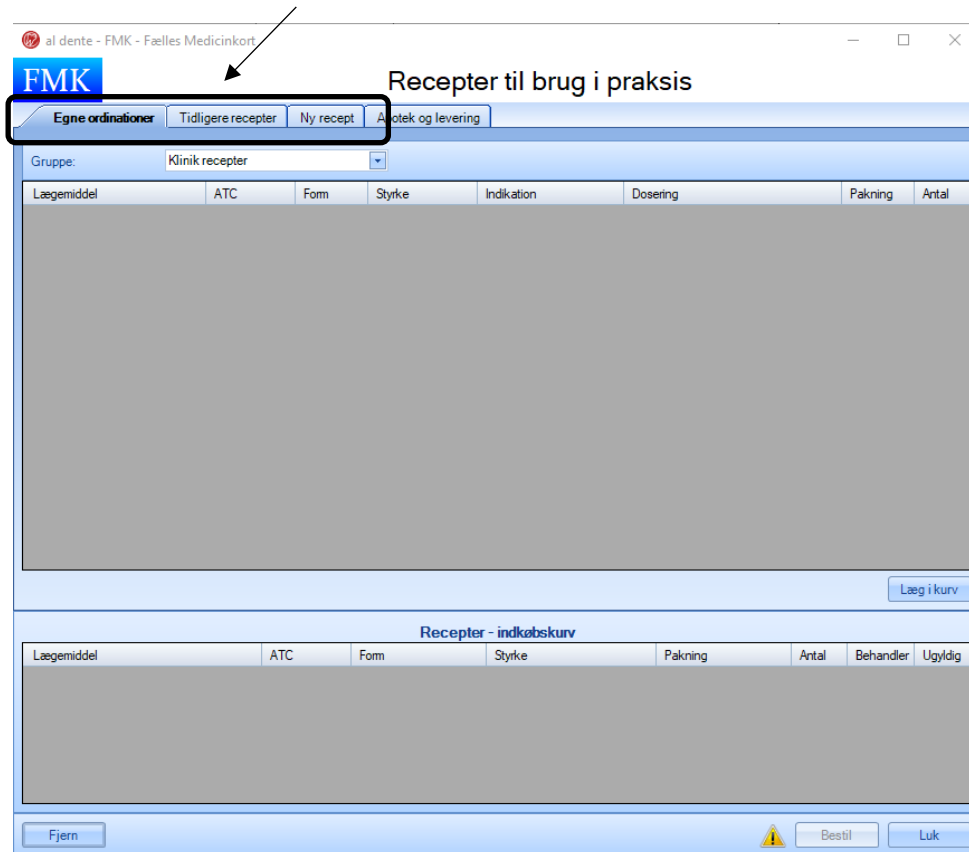 al dente - FMK - Fælles Medicinkort
FMK
Recepter til brug i praksis
Egne ordinationer Tidligere recepter Ny recept Apotek og levering
Gruppe: Klinik recepter
Lægemiddel ATC Form Styrke Indikation Dosering Pakning Antal
Læg i kurv
Recepter - indkøbskurv
Lægemiddel ATC Form Styrke Pakning Antal Behandler Ugyldig
Fjern Bestil Luk